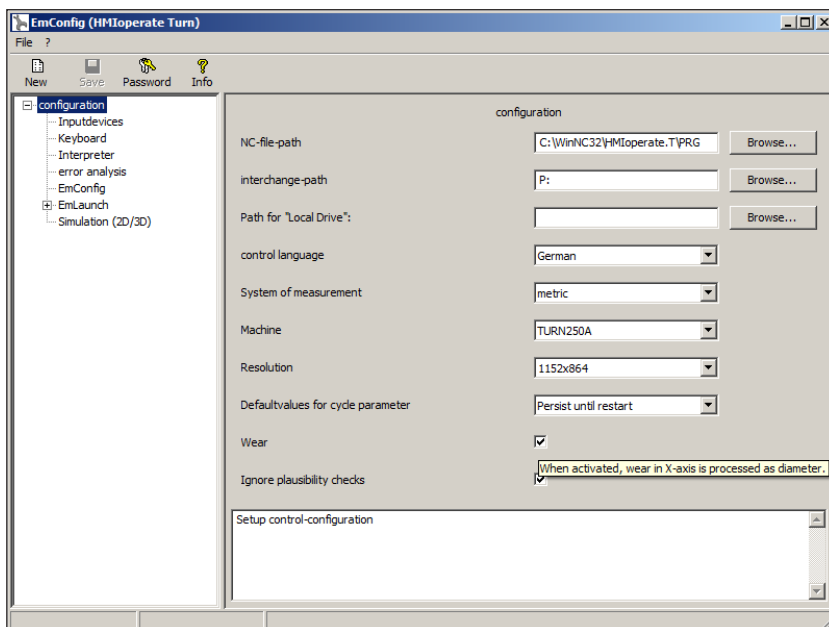 EmConfig (HMIoperate Turn)
File ?
New Save Password Info
configuration
Inputdevices
Keyboard
Interpreter
error analysis
EmConfig
EmLaunch
Simulation (2D/3D)
configuration
NC-file-path C:\WinNC32\HMIoperate.T\PRG Browse...
interchange-path P: Browse...
Path for "Local Drive": Browse...
control language German
System of measurement metric
Machine TURN250A
Resolution 1152x864
Defaultvalues for cycle parameter Persist until restart
Wear
When activated, wear in X-axis is processed as diameter.
Ignore plausibility checks
Setup control-configuration